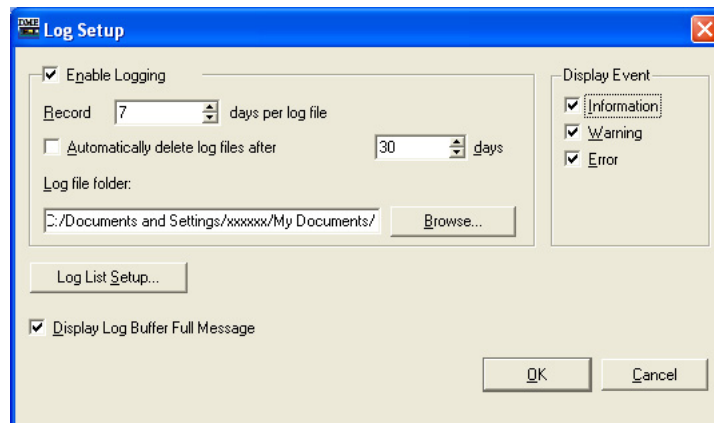 DME
Log Setup
Enable Logging
Record 7 days per log file
Automatically delete log files after 30 days
Log file folder:
C:/Documents and Settings/xxxxxx/My Documents/ Browse...
Display Event
Information
Warning
Error
Log List Setup...
Display Log Buffer Full Message
OK Cancel